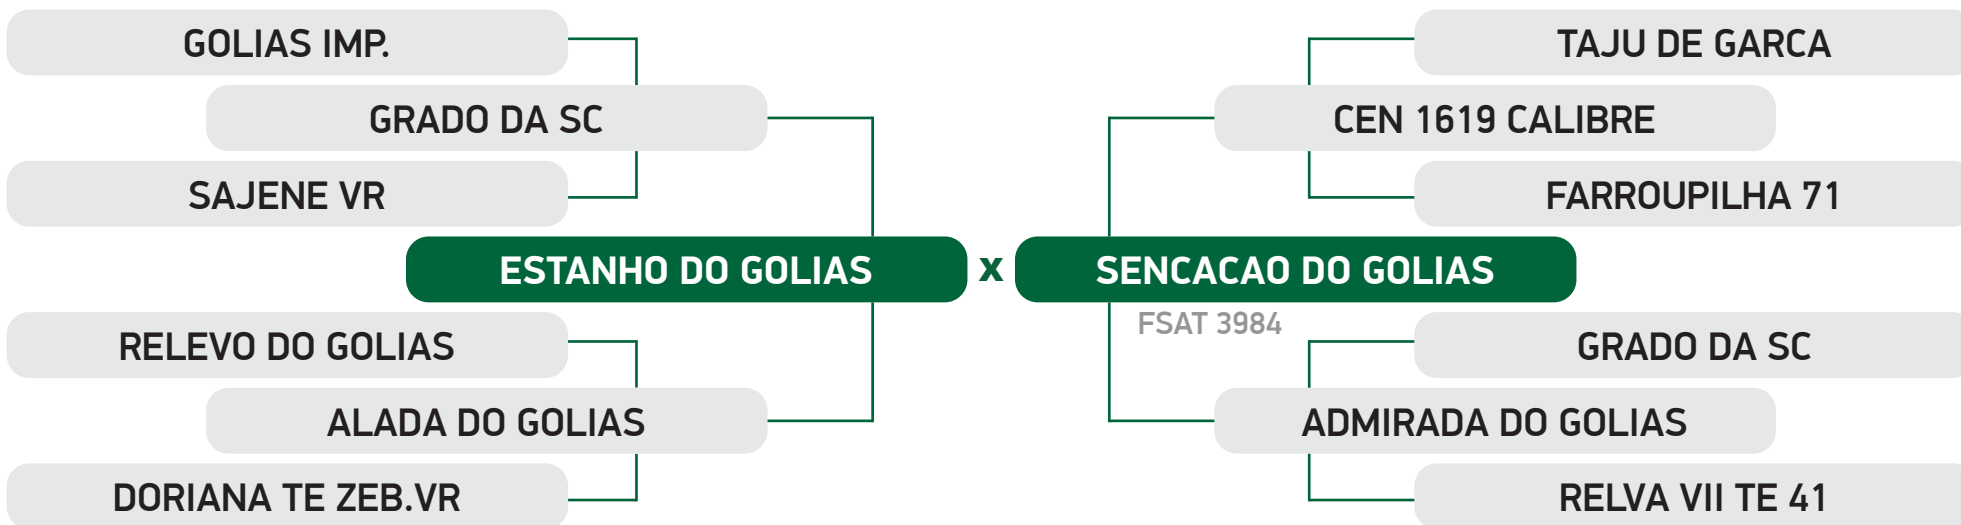 GOLIAS IMP.
TAJU DE GARCA
GRADO DA SC
CEN 1619 CALIBRE
SAJENE VR
FARROUPILHA 71
ESTANHO DO GOLIAS x SENCACAO DO GOLIAS
FSAT 3984
RELEVO DO GOLIAS
GRADO DA SC
ALADA DO GOLIAS
ADMIRADA DO GOLIAS
DORIANA TE ZEB.VR
RELVA VII TE 41